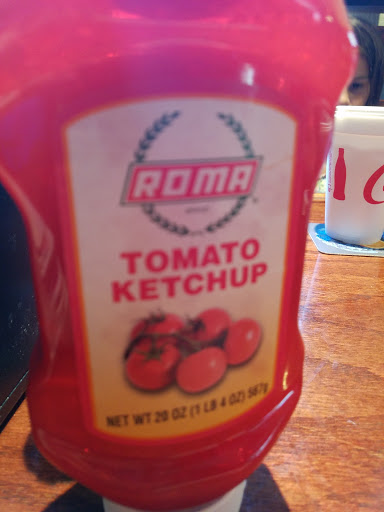 ROMA
TOMATO
KETCHUP
NET WT 20 OZ (1 LB 4 OZ) 567g